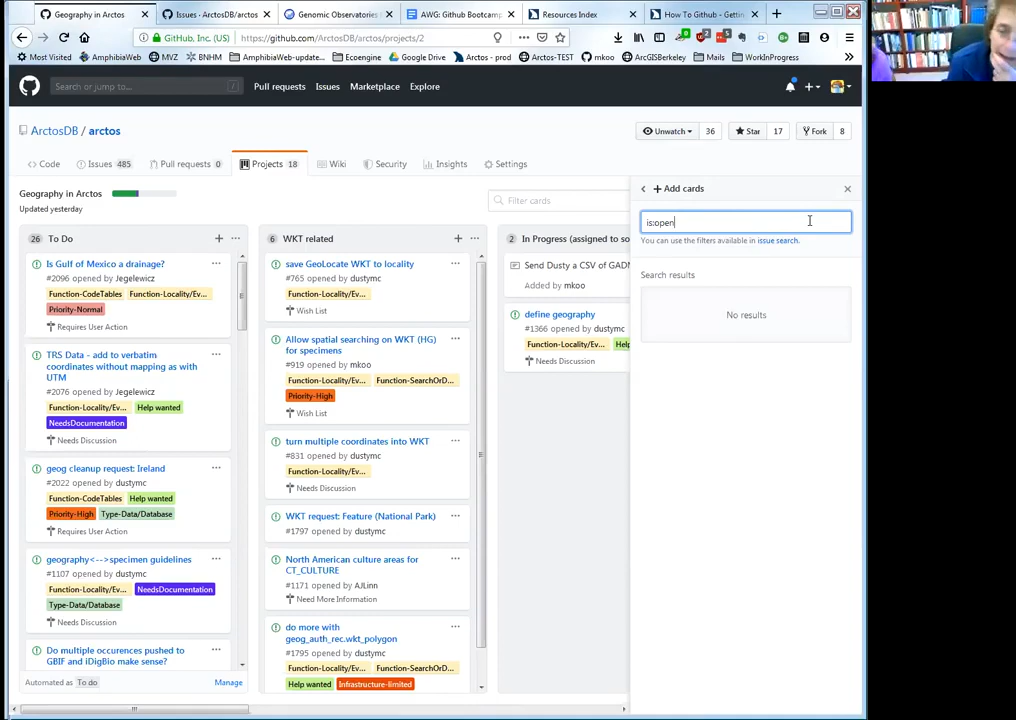 Geography in Arctos
Issues · ArctosDB/arctos
Genomic Observatories
AWG: Github Bootcamp
Resources Index
How To Github - Getting
GitHub, Inc. (US)
https://github.com/ArctosDB/arctos/projects/2
Most Visited
AmphibiaWeb
MVZ
BNHM
AmphibiaWeb-update...
Ecoengine
Google Drive
Arctos - prod
Arctos-TEST
mkoo
ArcGISBerkeley
Mails
WorkInProgress
Search or jump to...
Pull requests
Issues
Marketplace
Explore
ArctosDB / arctos
Unwatch 36
Star 17
Fork 8
Code
Issues 485
Pull requests 0
Projects 18
Wiki
Security
Insights
Settings
Geography in Arctos
Updated yesterday
Filter cards
26 To Do
Is Gulf of Mexico a drainage?
#2096 opened by Jegelewicz
Function-CodeTables Function-Locality/Ev...
Priority-Normal
Requires User Action
TRS Data - add to verbatim
coordinates without mapping as with
UTM
#2076 opened by Jegelewicz
Function-Locality/Ev... Help wanted
NeedsDocumentation
Needs Discussion
geog cleanup request: Ireland
#2022 opened by dustymc
Function-CodeTables Help wanted
Priority-High Type-Data/Database
Requires User Action
geography<-->specimen guidelines
#1107 opened by dustymc
Function-Locality/Ev... NeedsDocumentation
Type-Data/Database
Needs Discussion
Do multiple occurences pushed to
GBIF and iDigBio make sense?
Automated as To do Manage
6 WKT related
save GeoLocate WKT to locality
#765 opened by dustymc
Function-Locality/Ev...
Wish List
Allow spatial searching on WKT (HG)
for specimens
#919 opened by mkoo
Function-Locality/Ev... Function-SearchOrD...
Priority-High
Wish List
turn multiple coordinates into WKT
#831 opened by dustymc
Function-Locality/Ev...
Needs Discussion
WKT request: Feature (National Park)
#1797 opened by dustymc
North American culture areas for
CT_CULTURE
#1171 opened by AJLinn
Need More Information
do more with
geog_auth_rec.wkt_polygon
#1795 opened by dustymc
Function-Locality/Ev... Function-SearchOrD...
Help wanted Infrastructure-limited
2 In Progress (assigned to so
Send Dusty a CSV of GADM
Added by mkoo
define geography
#1366 opened by dustymc
Function-Locality/Ev... Help
Needs Discussion
Add cards
is:open
You can use the filters available in issue search.
Search results
No results